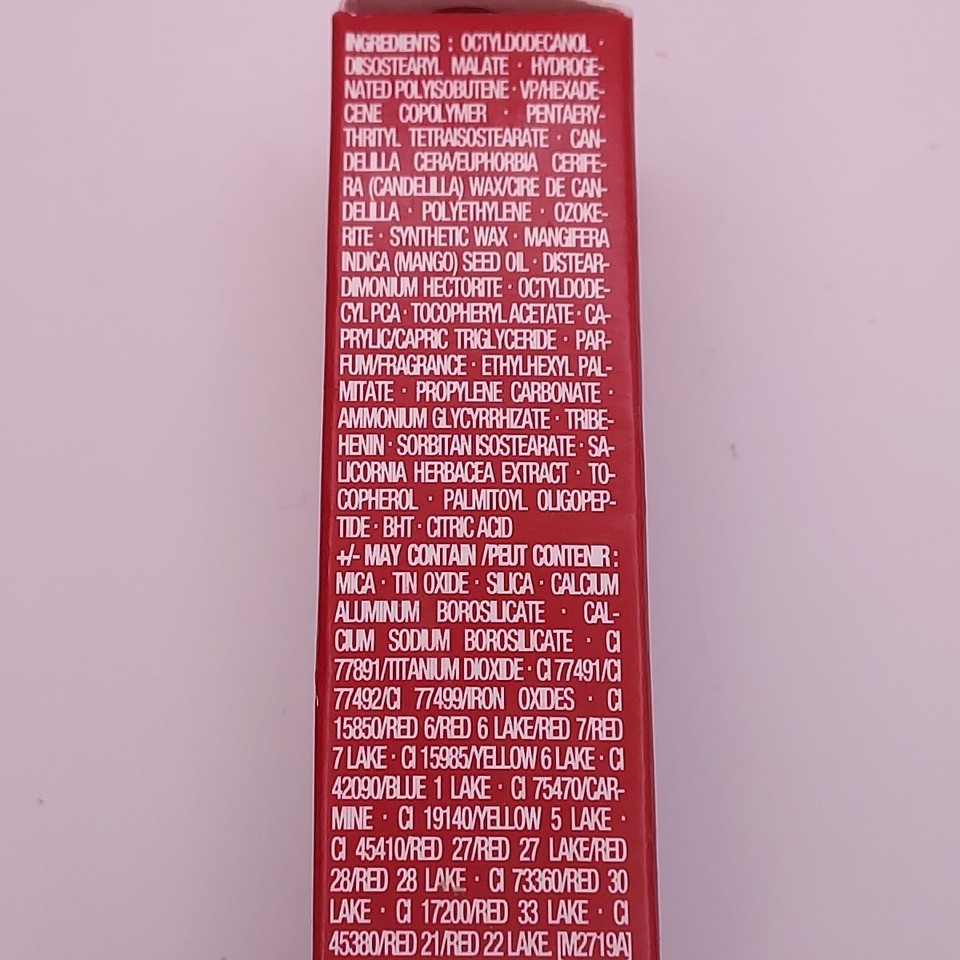 INGREDIENTS : OCTYLDODECANOL ·
DIISOSTEARYL MALATE · HYDROGE-
NATED POLYISOBUTENE · VP/HEXADE-
CENE COPOLYMER · PENTAERY-
THRITYL TETRAISOSTEARATE · CAN-
DELILLA CERA/EUPHORBIA CERIFE-
RA (CANDELILLA) WAX/CIRE DE CAN-
DELILLA · POLYETHYLENE · OZOKE-
RITE · SYNTHETIC WAX · MANGIFERA
INDICA (MANGO) SEED OIL · DISTEAR-
DIMONIUM HECTORITE · OCTYLDODE-
CYL PCA · TOCOPHERYL ACETATE · CA-
PRYLIC/CAPRIC TRIGLYCERIDE · PAR-
FUM/FRAGRANCE · ETHYLHEXYL PAL-
MITATE · PROPYLENE CARBONATE ·
AMMONIUM GLYCYRRHIZATE · TRIBE-
HENIN · SORBITAN ISOSTEARATE · SA-
LICORNIA HERBACEA EXTRACT · TO-
COPHEROL · PALMITOYL OLIGOPEP-
TIDE · BHT · CITRIC ACID
+/- MAY CONTAIN /PEUT CONTENIR :
MICA · TIN OXIDE · SILICA · CALCIUM
ALUMINUM BOROSILICATE · CAL-
CIUM SODIUM BOROSILICATE · CI
77891/TITANIUM DIOXIDE · CI 77491/CI
77492/CI 77499/IRON OXIDES · CI
15850/RED 6/RED 6 LAKE/RED 7/RED
7 LAKE · CI 15985/YELLOW 6 LAKE · CI
42090/BLUE 1 LAKE · CI 75470/CAR-
MINE · CI 19140/YELLOW 5 LAKE ·
CI 45410/RED 27/RED 27 LAKE/RED
28/RED 28 LAKE · CI 73360/RED 30
LAKE · CI 17200/RED 33 LAKE · CI
45380/RED 21/RED 22 LAKE. [M2719A]